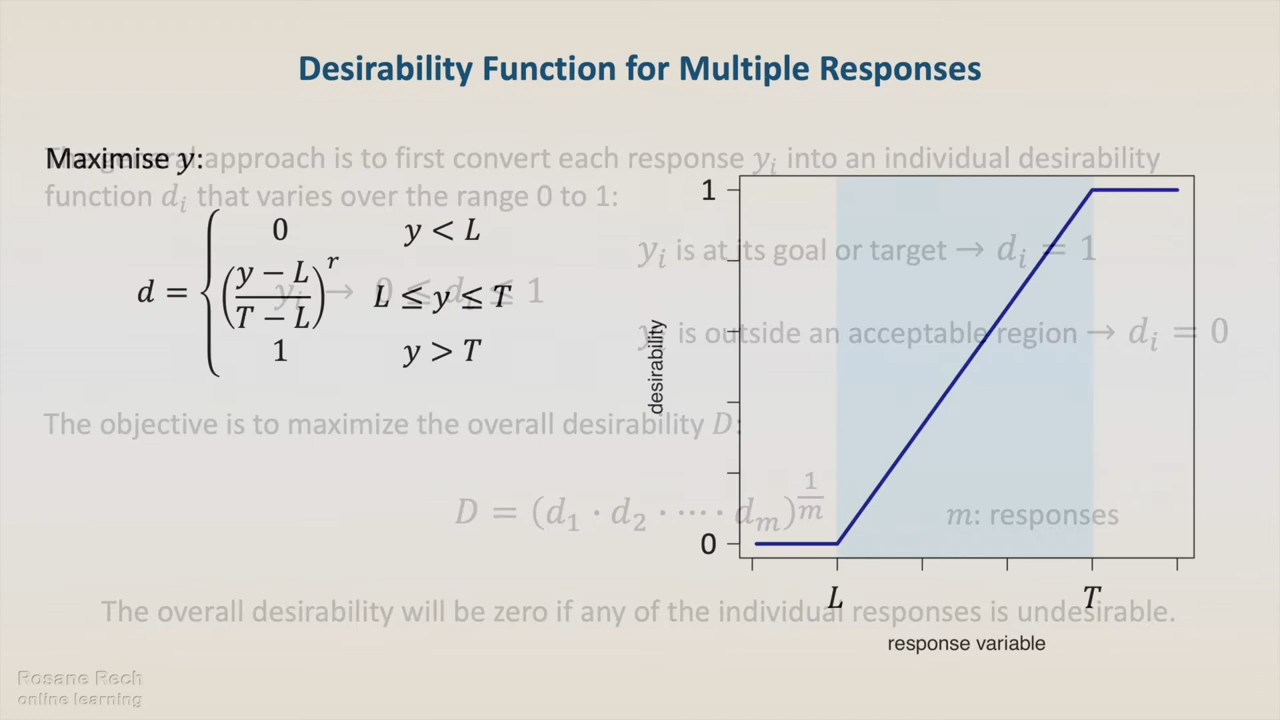 Desirability Function for Multiple Responses
Maximise y:
The general approach is to first convert each response yᵢ into an individual desirability
function dᵢ that varies over the range 0 to 1:
d = { 0 y < L
((y − L)/(T − L))^r L ≤ y ≤ T
1 y > T
yᵢ → 0 ≤ dᵢ ≤ 1
yᵢ is at its goal or target → dᵢ = 1
yᵢ is outside an acceptable region → dᵢ = 0
The objective is to maximize the overall desirability D:
D = (d₁ · d₂ · ⋯ · dₘ)^(1/m) m: responses
The overall desirability will be zero if any of the individual responses is undesirable.
1
desirability
0
L T
response variable
Rosane Rech
online learning